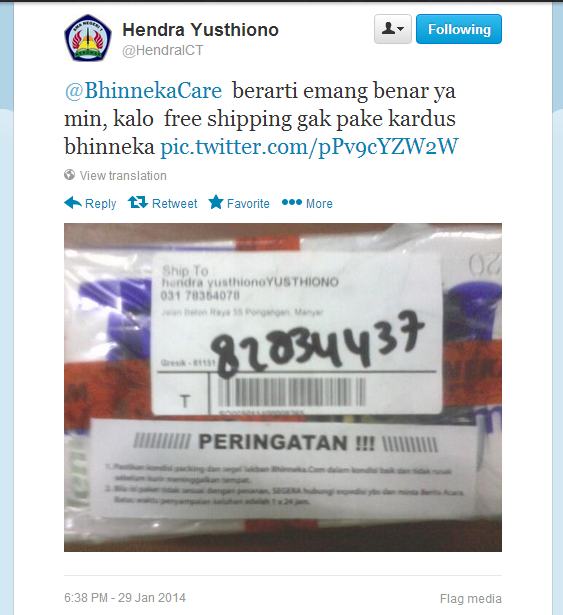 Hendra Yusthiono
@HendraICT
Following
@BhinnekaCare berarti emang benar ya
min, kalo free shipping gak pake kardus
bhinneka pic.twitter.com/pPv9cYZW2W
View translation
Reply Retweet Favorite More
20
Ship To :
hendra yusthionoYUSTHIONO
031 78354078
Jalan Beton Raya 55 Pongangan, Manyar
82034437
Gresik - 61151
T
PERINGATAN !!!
1. Pastikan kondisi packing dan segel lakban Bhinneka.Com dalam kondisi baik dan tidak rusak
sebelum kurir meninggalkan tempat.
2. Bila isi paket tidak sesuai dengan pesanan, SEGERA hubungi expedisi ybs dan minta Berita Acara.
Batas waktu penyampaian keluhan adalah 1 x 24 jam.
6:38 PM - 29 Jan 2014
Flag media